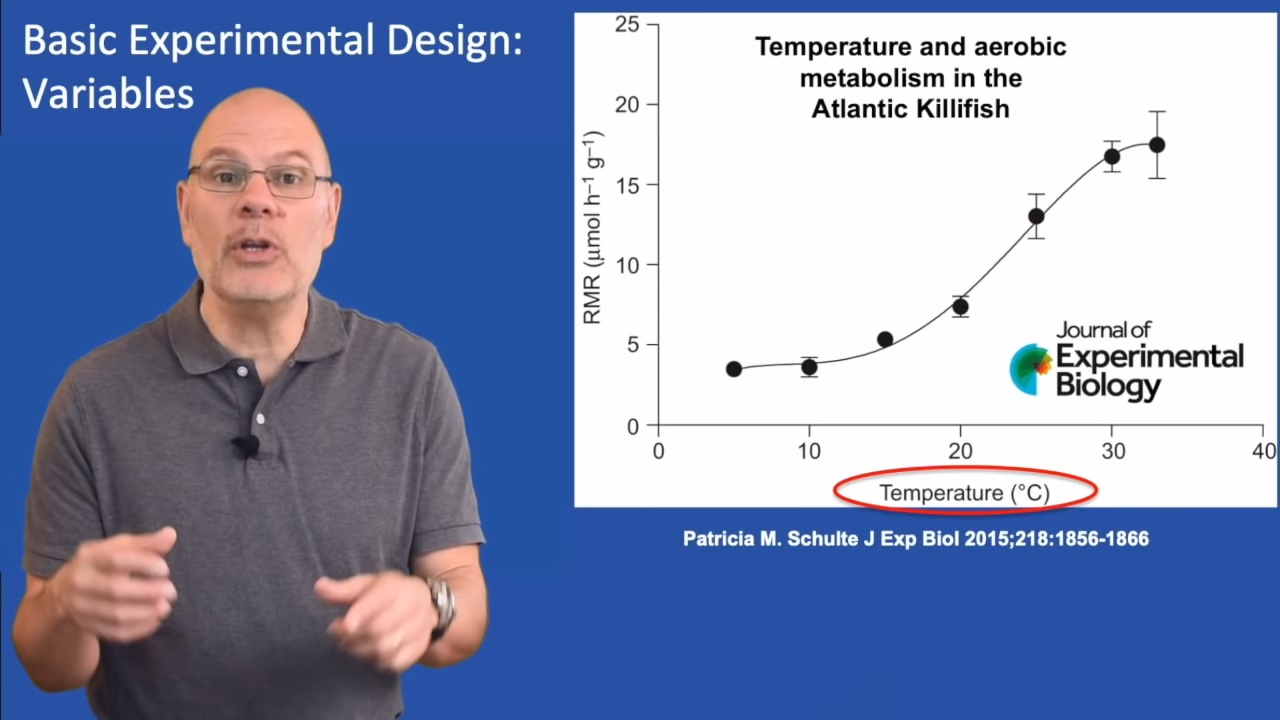 Basic Experimental Design:
Variables
Temperature and aerobic
metabolism in the
Atlantic Killifish
RMR (μmol h⁻¹ g⁻¹)
25
20
15
10
5
0
0
10
20
30
40
Temperature (°C)
Journal of
Experimental
Biology
Patricia M. Schulte J Exp Biol 2015;218:1856-1866